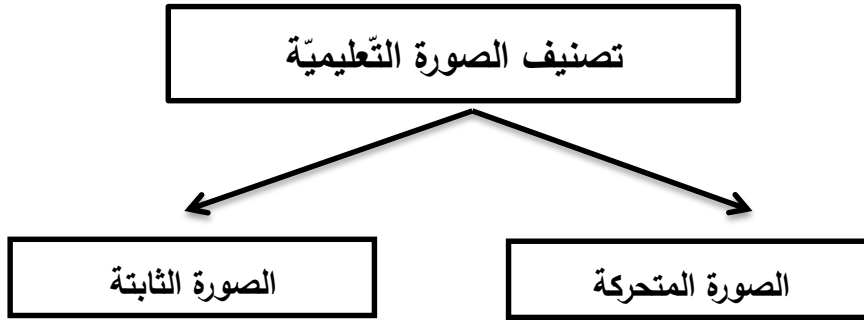 تصنيف الصورة التّعليميّة
الصورة المتحركة
الصورة الثابتة